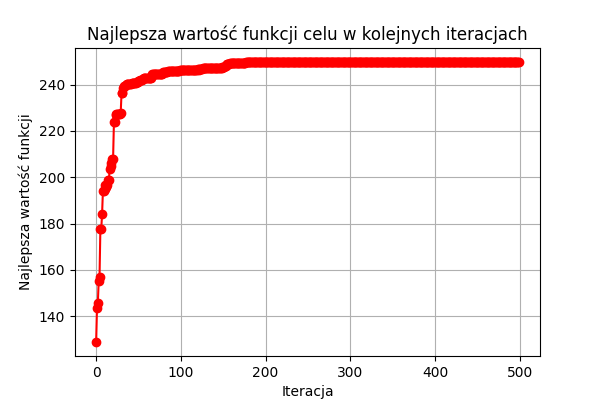 Najlepsza wartość funkcji celu w kolejnych iteracjach
Najlepsza wartość funkcji
240
220
200
180
160
140
0 100 200 300 400 500
Iteracja